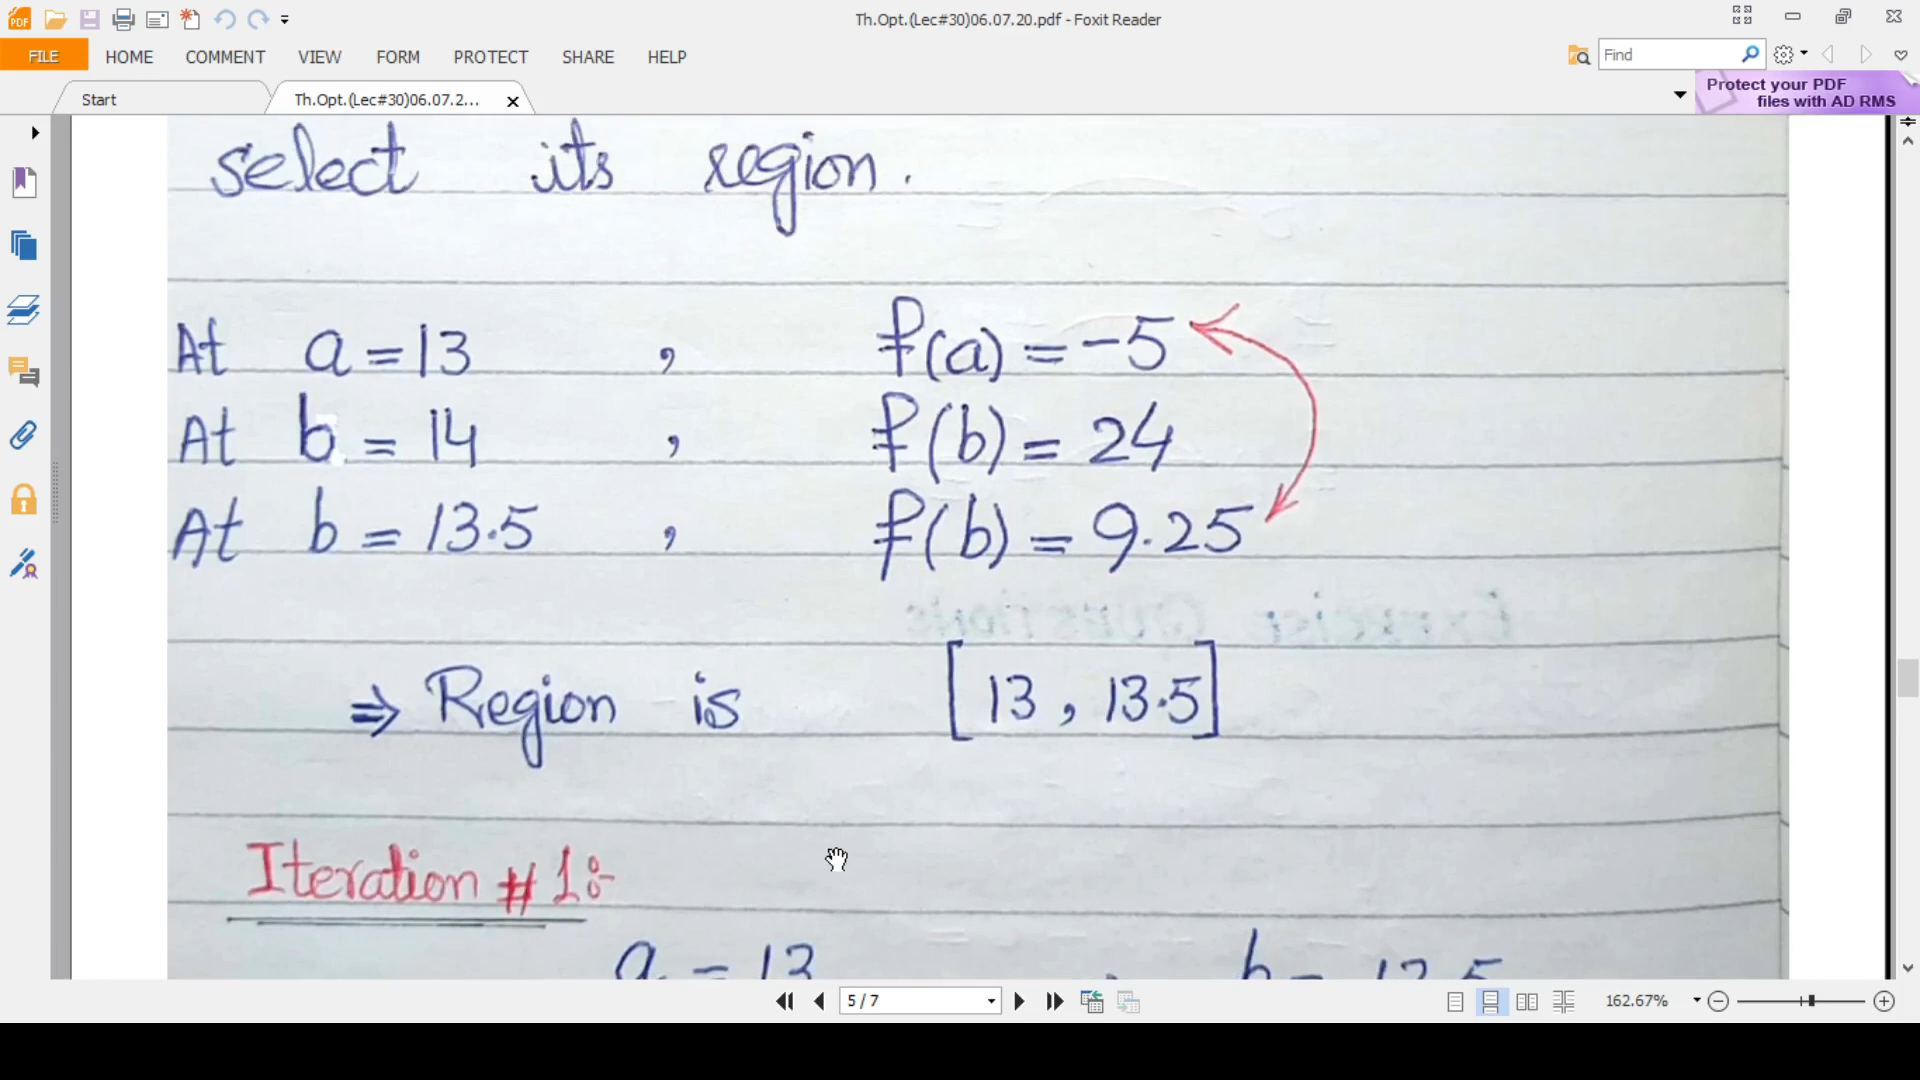 Th.Opt.(Lec#30)06.07.20.pdf - Foxit Reader
FILE HOME COMMENT VIEW FORM PROTECT SHARE HELP
Find
Start
Th.Opt.(Lec#30)06.07.2...
Protect your PDF
files with AD RMS
select its region.
At a = 13 , f(a) = -5
At b = 14 , f(b) = 24
At b = 13.5 , f(b) = 9.25
⇒ Region is [13, 13.5]
Iteration # 1:-
a = 13 , b = 13.5
5 / 7
162.67%